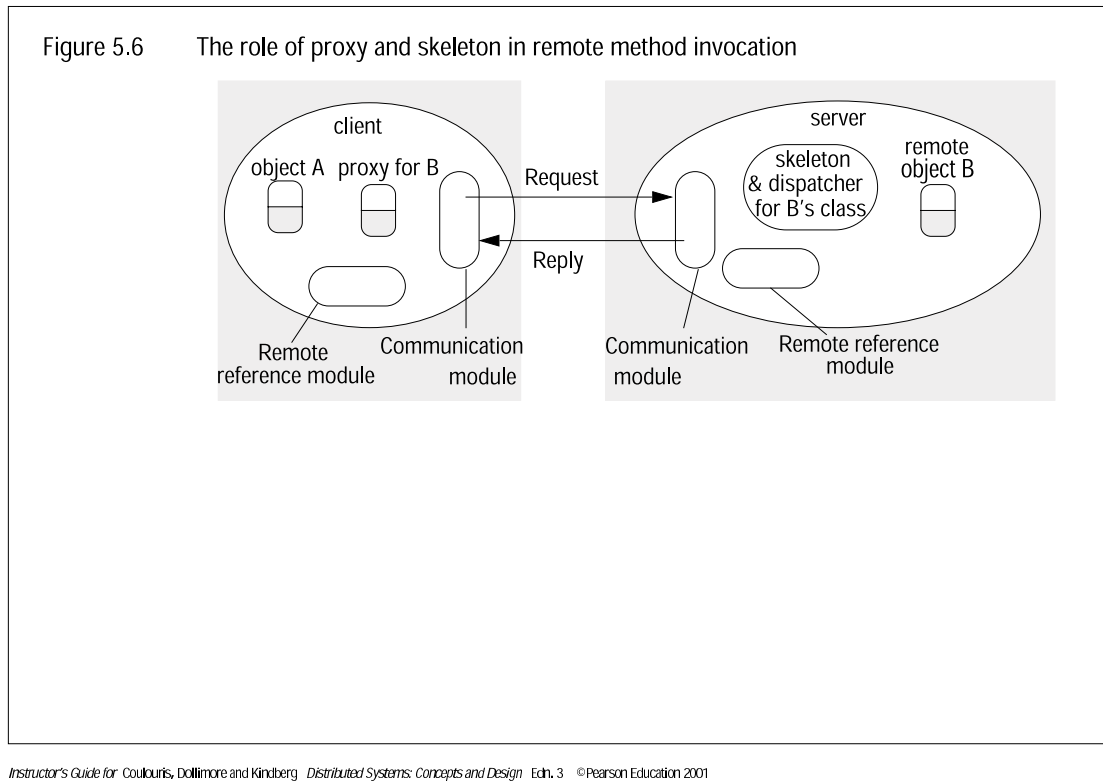 Figure 5.6 The role of proxy and skeleton in remote method invocation
client
object A
proxy for B
Request
Reply
server
skeleton
& dispatcher
for B's class
remote
object B
Remote
reference module
Communication
module
Communication
module
Remote reference
module
Instructor's Guide for Coulouris, Dollimore and Kindberg Distributed Systems: Concepts and Design Edn. 3 ©Pearson Education 2001